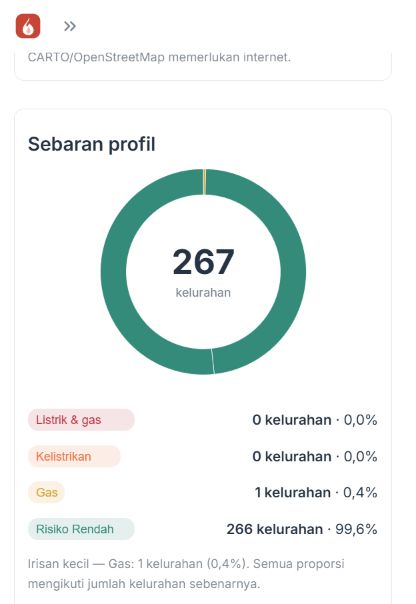 CARTO/OpenStreetMap memerlukan internet.
Sebaran profil
267
kelurahan
Listrik & gas 0 kelurahan · 0,0%
Kelistrikan 0 kelurahan · 0,0%
Gas 1 kelurahan · 0,4%
Risiko Rendah 266 kelurahan · 99,6%
Irisan kecil — Gas: 1 kelurahan (0,4%). Semua proporsi
mengikuti jumlah kelurahan sebenarnya.